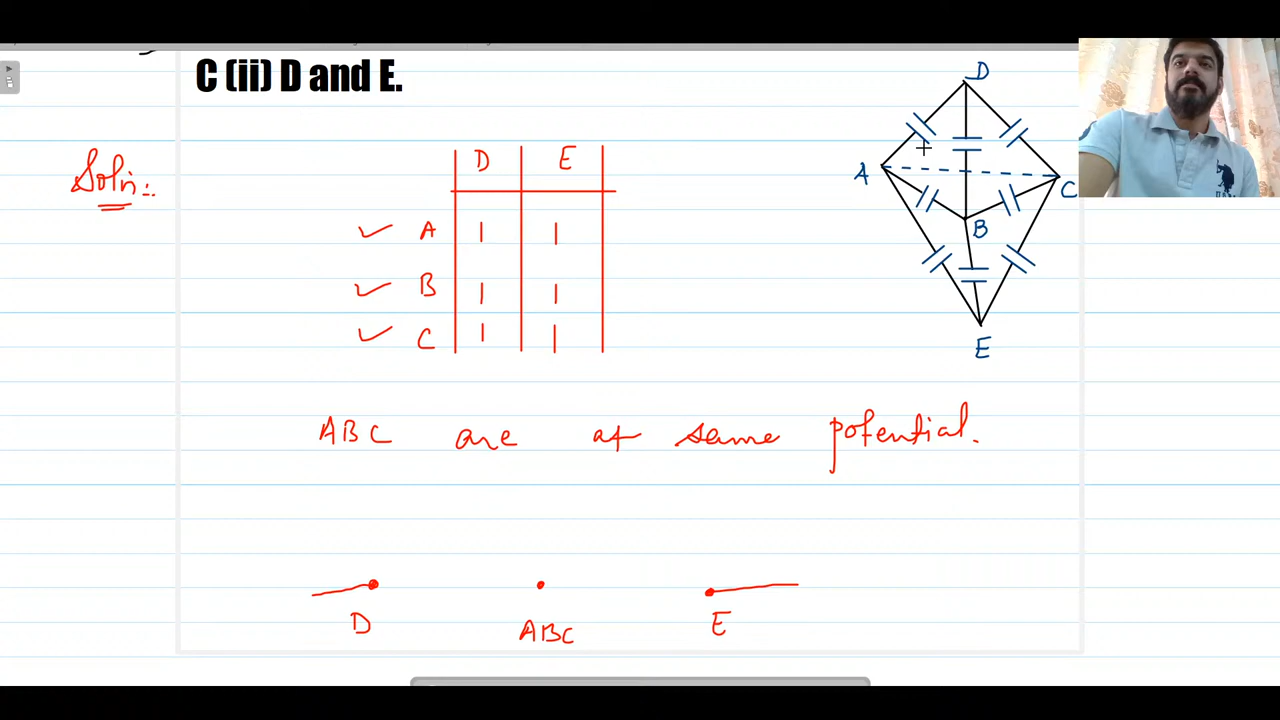 C (ii) D and E.
Soln:-
D E
A 1 1
B 1 1
C 1 1
D
A
C
B
E
ABC are at same potential.
D
ABC
E